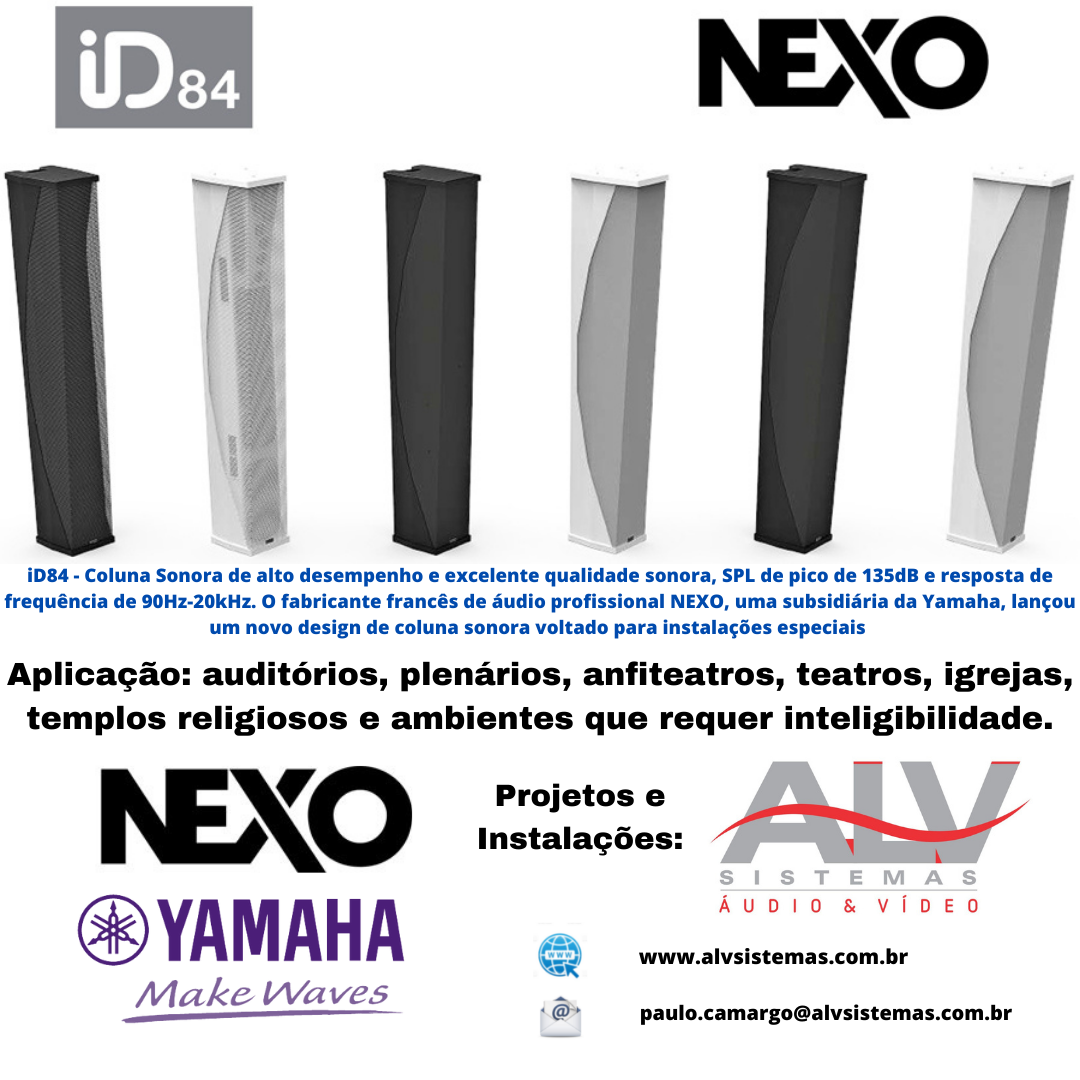 iD84
NEXO
iD84 - Coluna Sonora de alto desempenho e excelente qualidade sonora, SPL de pico de 135dB e resposta de
frequência de 90Hz-20kHz. O fabricante francês de áudio profissional NEXO, uma subsidiária da Yamaha, lançou
um novo design de coluna sonora voltado para instalações especiais
Aplicação: auditórios, plenários, anfiteatros, teatros, igrejas,
templos religiosos e ambientes que requer inteligibilidade.
NEXO
YAMAHA
Make Waves
Projetos e
Instalações:
ALV
SISTEMAS
ÁUDIO & VÍDEO
WWW
www.alvsistemas.com.br
@
paulo.camargo@alvsistemas.com.br